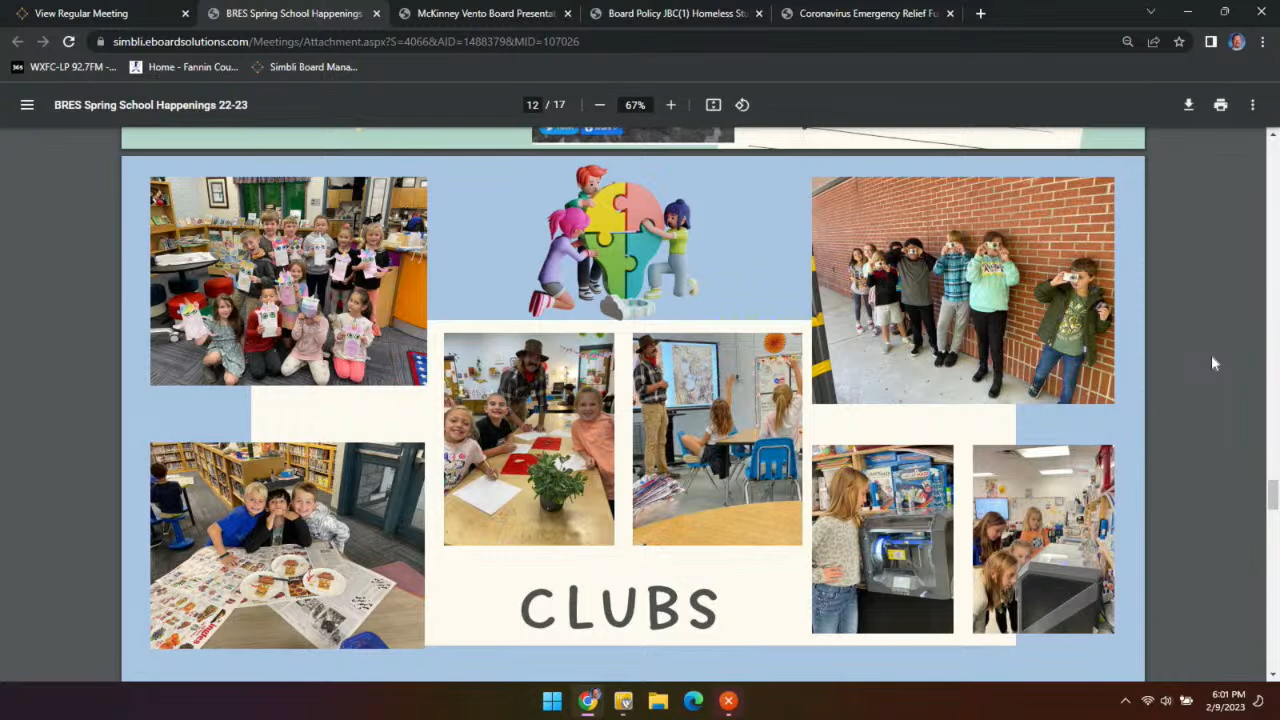 View Regular Meeting
BRES Spring School Happenings
McKinney Vento Board Presenta
Board Policy JBC(1) Homeless Stu
Coronavirus Emergency Relief Fu
simbli.eboardsolutions.com/Meetings/Attachment.aspx?S=4066&AID=1488379&MID=107026
365 WXFC-LP 92.7FM -...
Home - Fannin Cou...
Simbli Board Mana...
BRES Spring School Happenings 22-23
12 / 17
67%
CLUBS
6:01 PM
2/9/2023